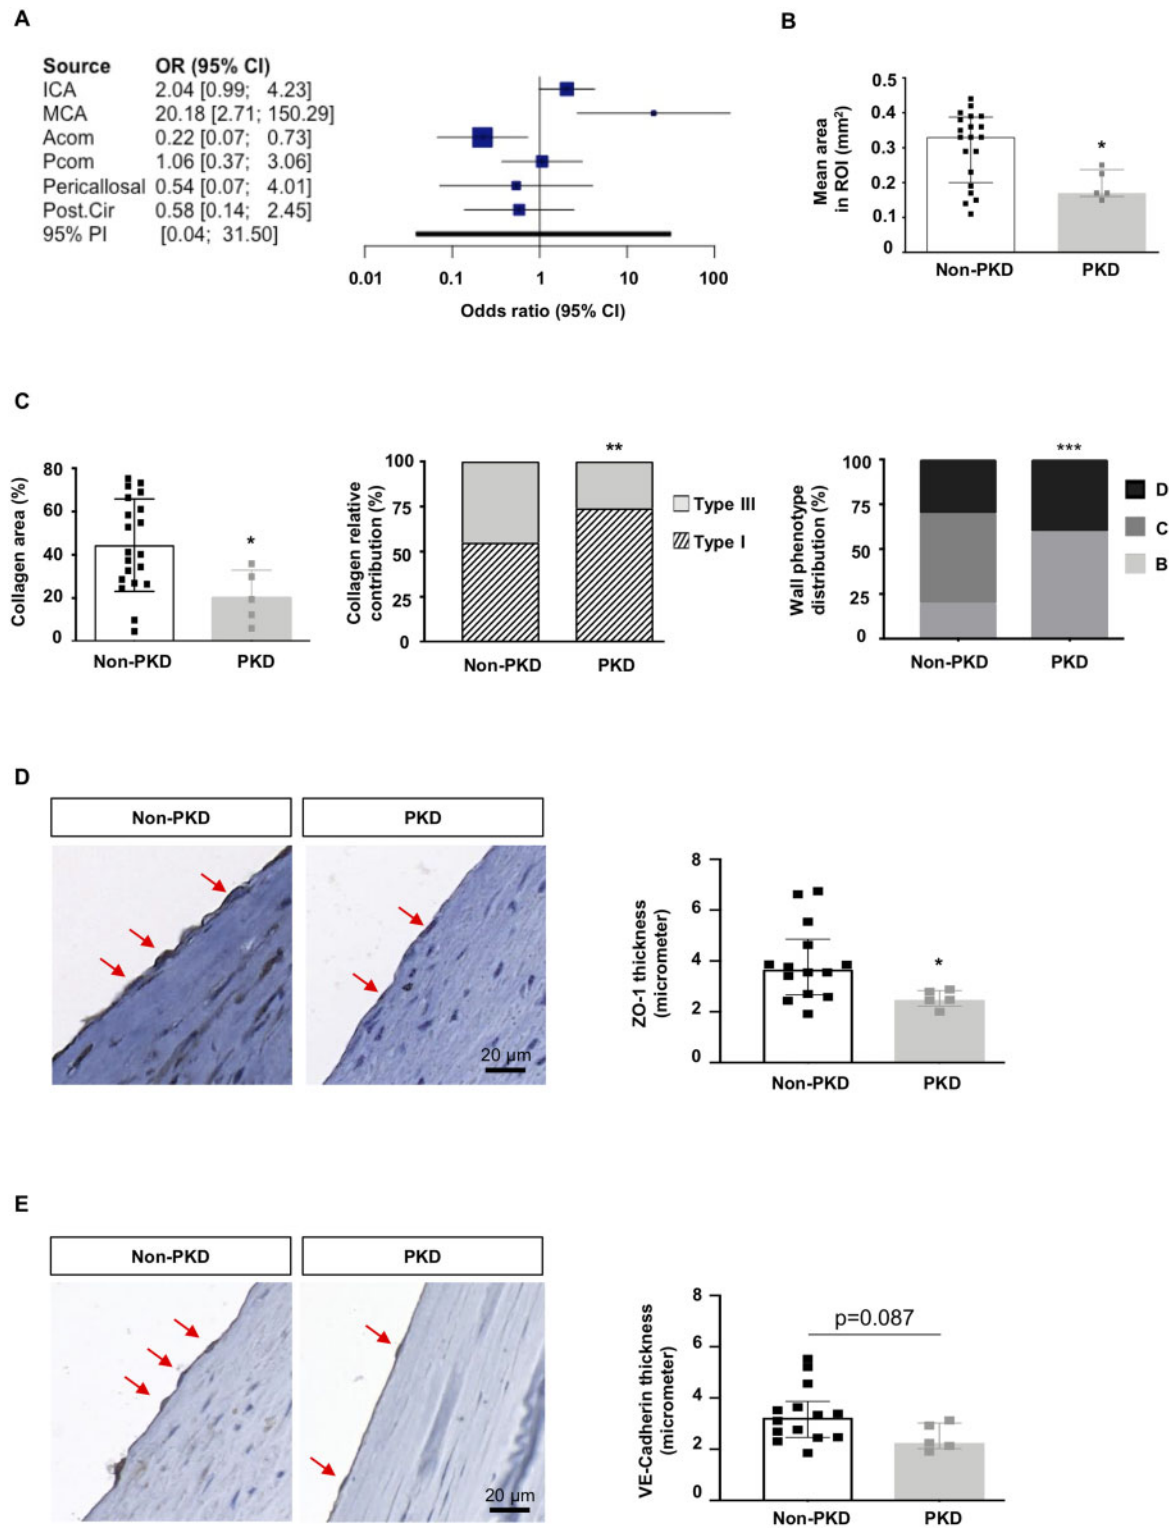 A
Source OR (95% CI)
ICA 2.04 [0.99; 4.23]
MCA 20.18 [2.71; 150.29]
Acom 0.22 [0.07; 0.73]
Pcom 1.06 [0.37; 3.06]
Pericallosal 0.54 [0.07; 4.01]
Post.Cir 0.58 [0.14; 2.45]
95% PI [0.04; 31.50]
0.01 0.1 1 10 100
Odds ratio (95% CI)
B
Mean area
in ROI (mm²)
0.5
0.4
0.3
0.2
0.1
0
*
Non-PKD PKD
C
Collagen area (%)
80
60
40
20
0
*
Non-PKD PKD
Collagen relative
contribution (%)
100
75
50
25
0
**
Non-PKD PKD
Type III
Type I
Wall phenotype
distribution (%)
100
75
50
25
0
***
Non-PKD PKD
D
C
B
D
Non-PKD PKD
20 µm
ZO-1 thickness
(micrometer)
8
6
4
2
0
*
Non-PKD PKD
E
Non-PKD PKD
20 µm
VE-Cadherin thickness
(micrometer)
8
6
4
2
0
p=0.087
Non-PKD PKD